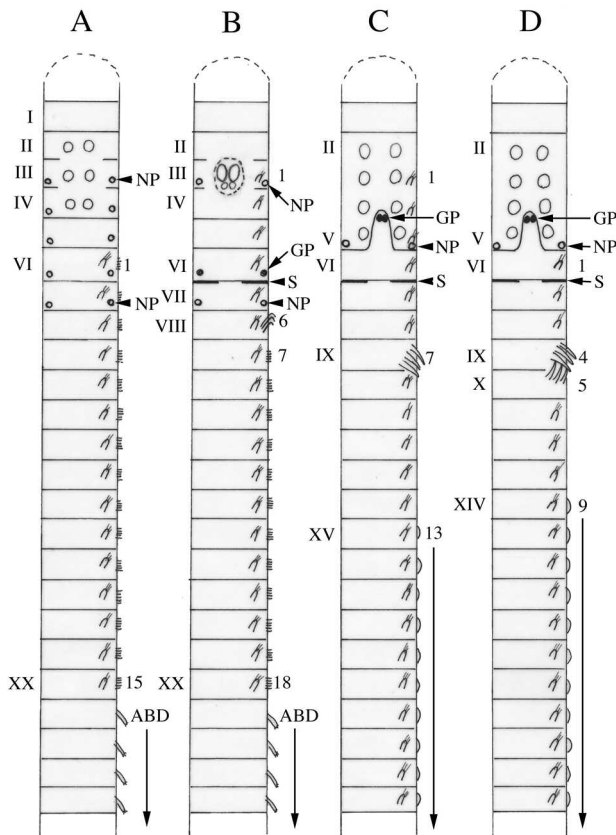 A B C D
I
II II II II
III NP III 1 1
IV IV NP
GP GP
V NP V NP
VI 1 VI GP VI VI 1
S S S
NP VII NP
VIII 6
7 IX 7 IX 4
X 5
XIV 9
XV 13
XX 15 XX 18
ABD ABD